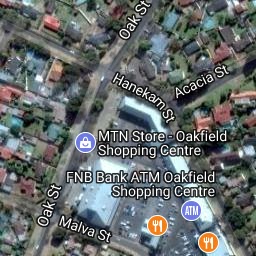 Oak St
Hanekam St
Acacia St
MTN Store - Oakfield
Shopping Centre
FNB Bank ATM Oakfield
Shopping Centre
ATM
Oak St
Malva St